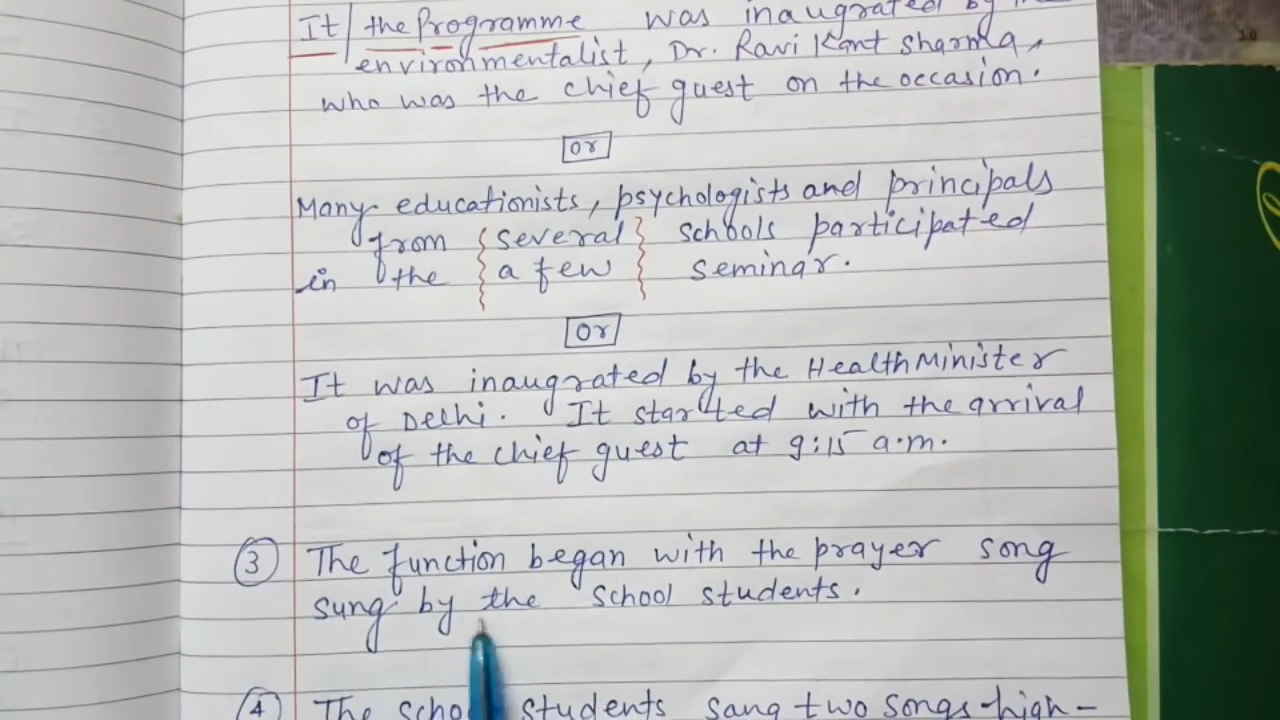 It / the Programme was inaugrated by the
environmentalist, Dr. Ravi Kant Sharma,
who was the chief guest on the occasion.
Or
Many educationists, psychologists and principals
from several schools participated
in the a few seminar.
Or
It was inaugrated by the Health Minister
of Delhi. It started with the arrival
of the chief guest at 9:15 a.m.
3 The function began with the prayer song
sung by the school students.
4 The school students sang two songs high-